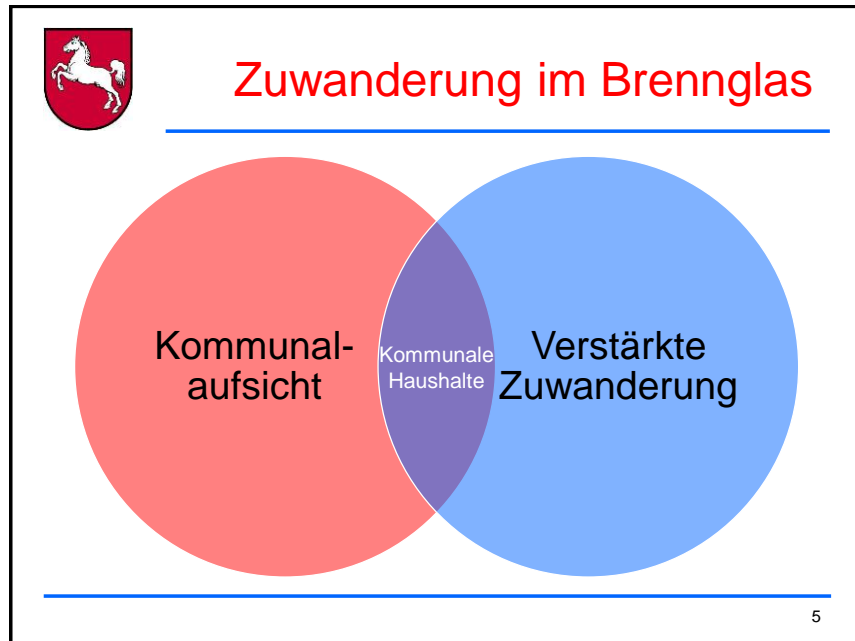 Zuwanderung im Brennglas
Kommunal-
aufsicht
Kommunale
Haushalte
Verstärkte
Zuwanderung
5